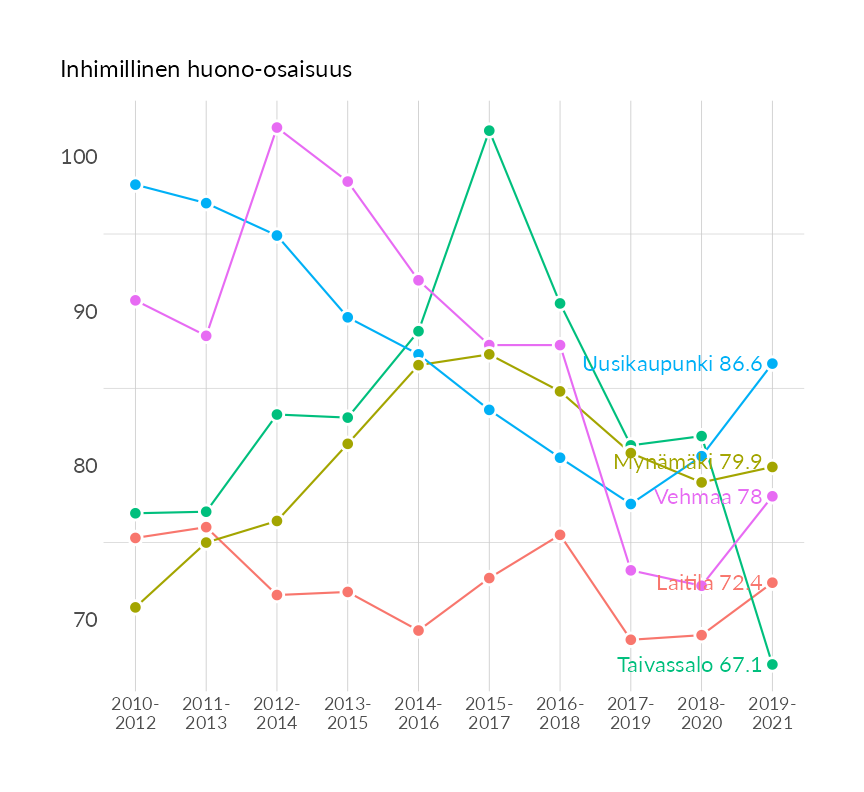 Inhimillinen huono-osaisuus
100
90
80
70
Uusikaupunki 86.6
Mynämäki 79.9
Vehmaa 78
Laitila 72.4
Taivassalo 67.1
2010- 2011- 2012- 2013- 2014- 2015- 2016- 2017- 2018- 2019-
2012 2013 2014 2015 2016 2017 2018 2019 2020 2021